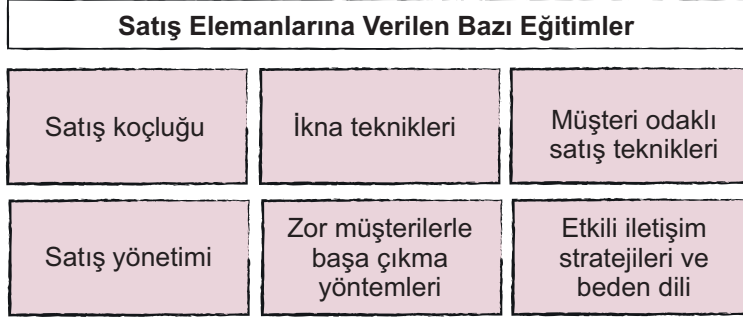 Satış Elemanlarına Verilen Bazı Eğitimler
Satış koçluğu
İkna teknikleri
Müşteri odaklı
satış teknikleri
Satış yönetimi
Zor müşterilerle
başa çıkma
yöntemleri
Etkili iletişim
stratejileri ve
beden dili